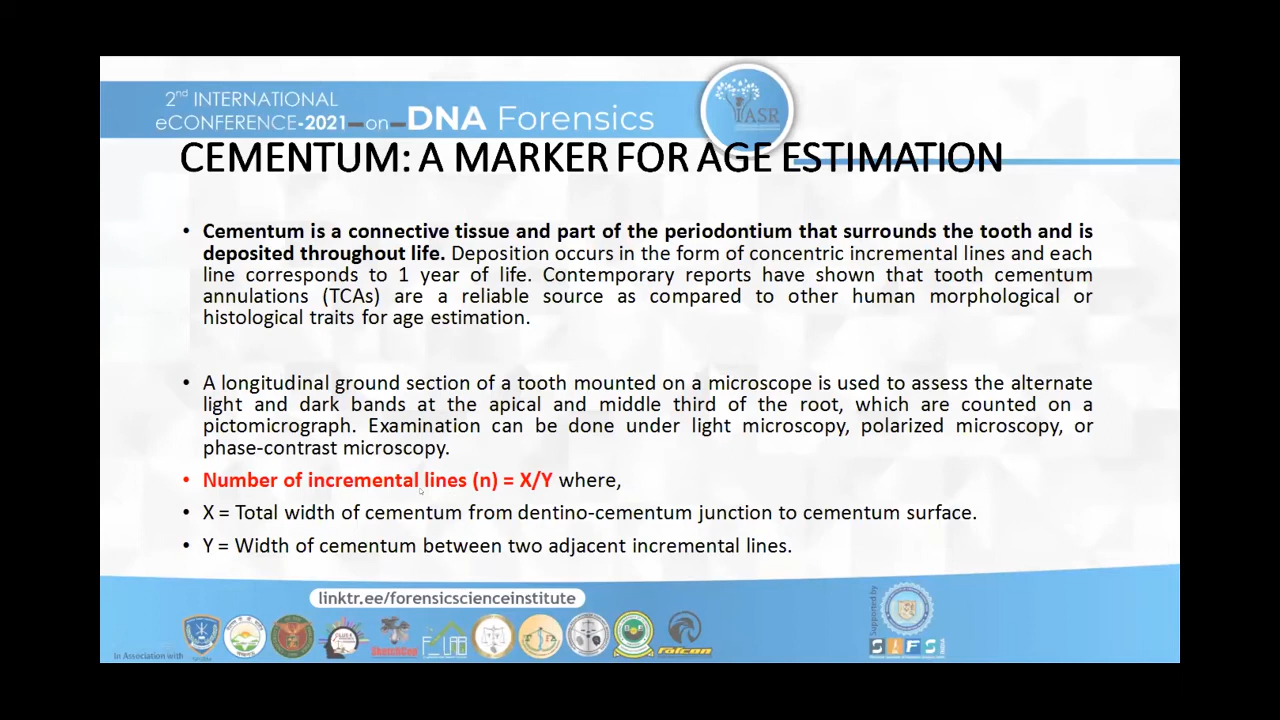 2nd INTERNATIONAL
eCONFERENCE-2021 on DNA Forensics
IASR
CEMENTUM: A MARKER FOR AGE ESTIMATION
• Cementum is a connective tissue and part of the periodontium that surrounds the tooth and is
deposited throughout life. Deposition occurs in the form of concentric incremental lines and each
line corresponds to 1 year of life. Contemporary reports have shown that tooth cementum
annulations (TCAs) are a reliable source as compared to other human morphological or
histological traits for age estimation.
• A longitudinal ground section of a tooth mounted on a microscope is used to assess the alternate
light and dark bands at the apical and middle third of the root, which are counted on a
pictomicrograph. Examination can be done under light microscopy, polarized microscopy, or
phase-contrast microscopy.
• Number of incremental lines (n) = X/Y where,
• X = Total width of cementum from dentino-cementum junction to cementum surface.
• Y = Width of cementum between two adjacent incremental lines.
linktr.ee/forensicscienceinstitute
In Association with
SketchCop
falcon
Supported by
SIFS
INDIA